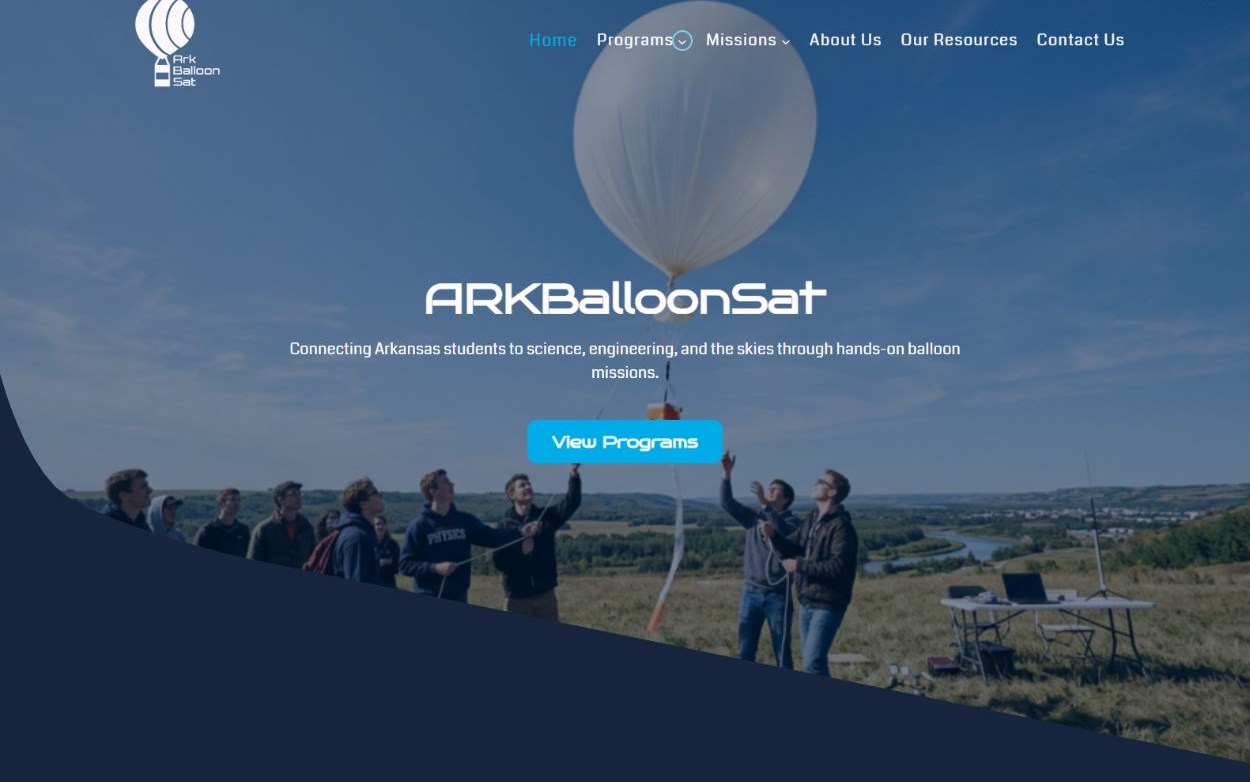 Ark
Balloon
Sat
Home Programs Missions About Us Our Resources Contact Us
ARKBalloonSat
Connecting Arkansas students to science, engineering, and the skies through hands-on balloon
missions.
View Programs
PHYSICS